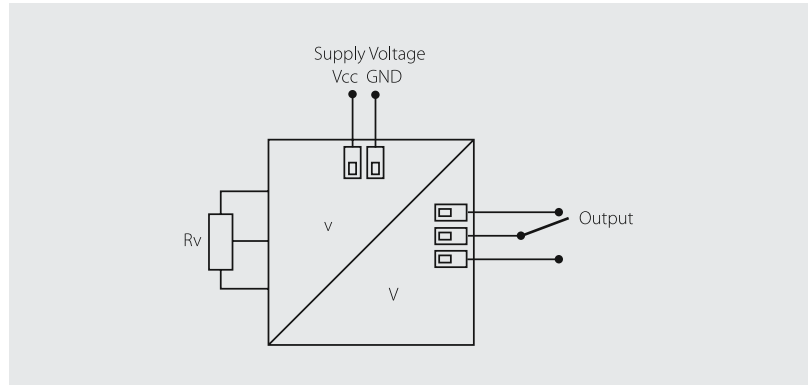 Supply Voltage
Vcc GND
Rv
v
Output
V